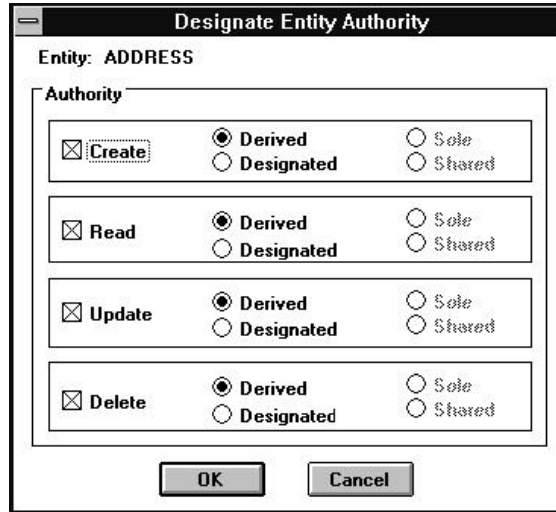 Designate Entity Authority
Entity: ADDRESS
Authority
Create
Derived
Designated
Sole
Shared
Read
Derived
Designated
Sole
Shared
Update
Derived
Designated
Sole
Shared
Delete
Derived
Designated
Sole
Shared
OK Cancel